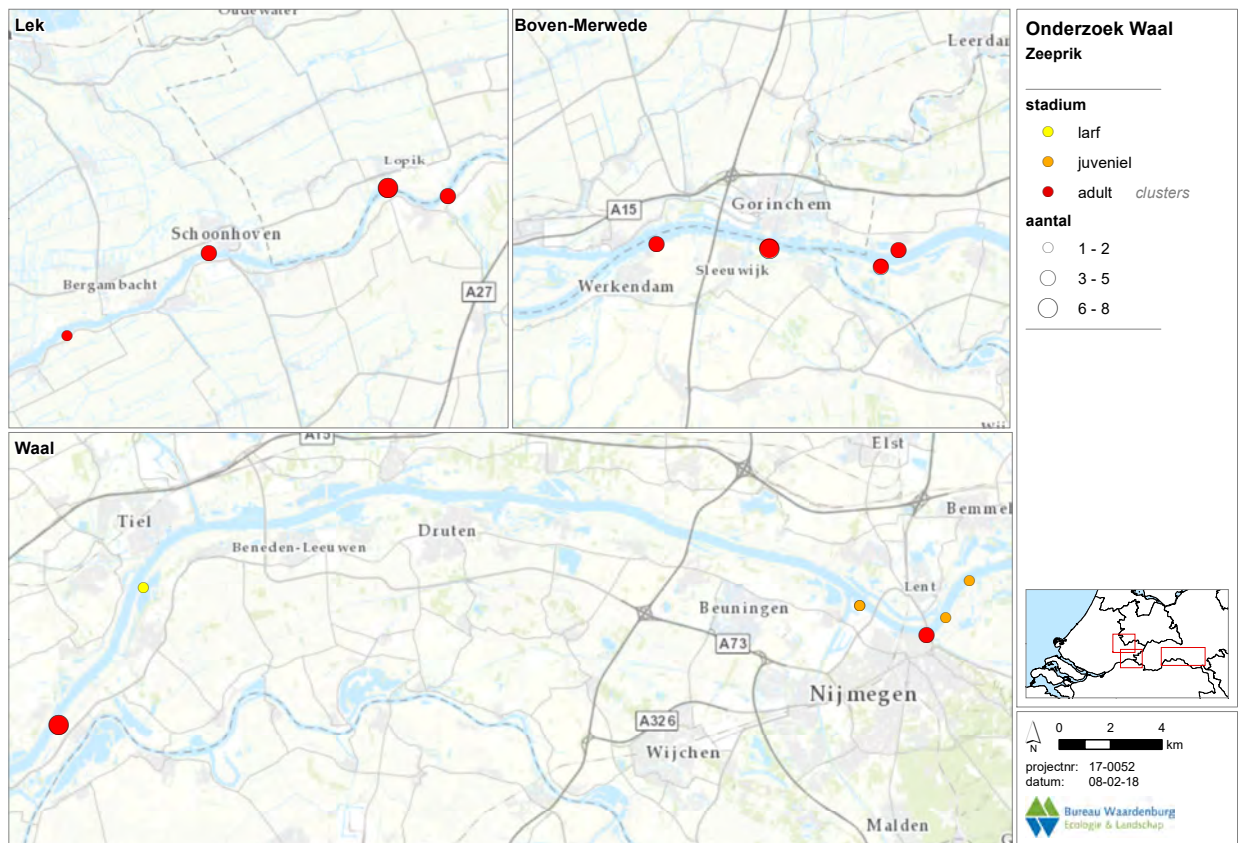 Lek
Oudewater
Lopik
Schoonhoven
Bergambacht
A27
Boven-Merwede
Leerdam
A15
Gorinchem
Sleeuwijk
Werkendam
Waal
A15
Elst
Tiel
Druten
Bemmel
Beneden-Leeuwen
Lent
Beuningen
A73
Nijmegen
A326
Wijchen
Malden
Onderzoek Waal
Zeeprik
stadium
larf
juveniel
adult clusters
aantal
1 - 2
3 - 5
6 - 8
N
0 2 4
km
projectnr: 17-0052
datum: 08-02-18
Bureau Waardenburg
Ecologie & Landschap